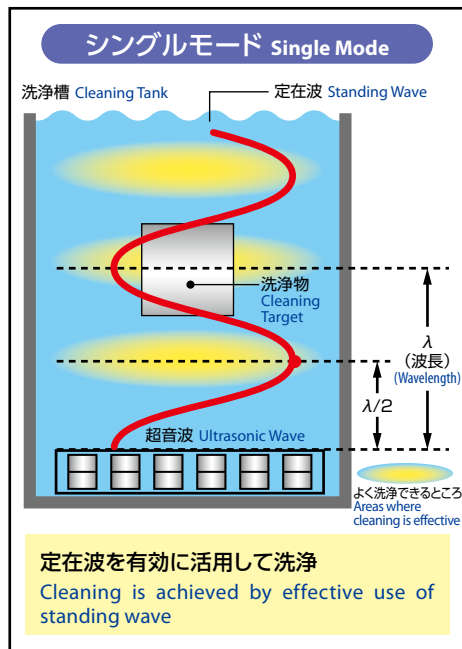 シングルモード Single Mode
洗浄槽 Cleaning Tank
定在波 Standing Wave
洗浄物
Cleaning
Target
λ
(波長)
(Wavelength)
λ/2
超音波 Ultrasonic Wave
よく洗浄できるところ
Areas where
cleaning is effective
定在波を有効に活用して洗浄
Cleaning is achieved by effective use of
standing wave